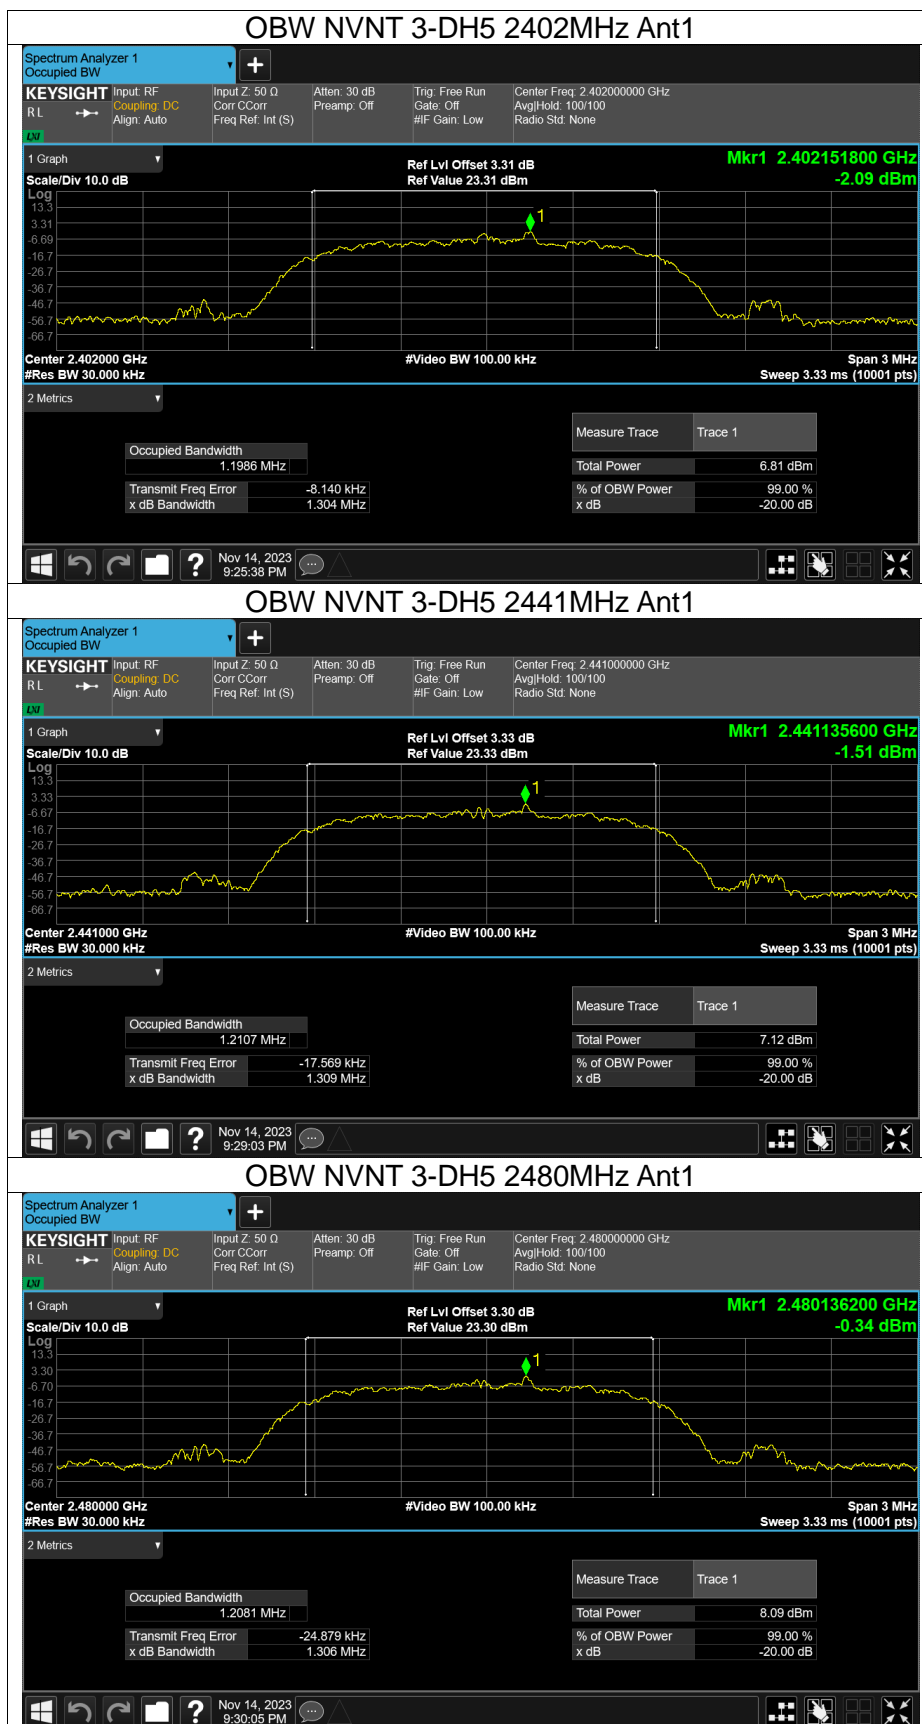 OBW NVNT 3-DH5 2402MHz Ant1
Spectrum Analyzer 1
Occupied BW
KEYSIGHT
R L
LXI
Input: RF
Coupling: DC
Align: Auto
Input Z: 50 Ω
Corr CCorr
Freq Ref: Int (S)
Atten: 30 dB
Preamp: Off
Trig: Free Run
Gate: Off
#IF Gain: Low
Center Freq: 2.402000000 GHz
Avg|Hold: 100/100
Radio Std: None
1 Graph
Scale/Div 10.0 dB
Ref Lvl Offset 3.31 dB
Ref Value 23.31 dBm
Mkr1 2.402151800 GHz
-2.09 dBm
Log
13.3
3.31
-6.69
-16.7
-26.7
-36.7
-46.7
-56.7
-66.7
1
Center 2.402000 GHz
#Res BW 30.000 kHz
#Video BW 100.00 kHz
Span 3 MHz
Sweep 3.33 ms (10001 pts)
2 Metrics
Occupied Bandwidth
1.1986 MHz
Transmit Freq Error -8.140 kHz
x dB Bandwidth 1.304 MHz
Measure Trace Trace 1
Total Power 6.81 dBm
% of OBW Power 99.00 %
x dB -20.00 dB
Nov 14, 2023
9:25:38 PM
OBW NVNT 3-DH5 2441MHz Ant1
Spectrum Analyzer 1
Occupied BW
KEYSIGHT
R L
LXI
Input: RF
Coupling: DC
Align: Auto
Input Z: 50 Ω
Corr CCorr
Freq Ref: Int (S)
Atten: 30 dB
Preamp: Off
Trig: Free Run
Gate: Off
#IF Gain: Low
Center Freq: 2.441000000 GHz
Avg|Hold: 100/100
Radio Std: None
1 Graph
Scale/Div 10.0 dB
Ref Lvl Offset 3.33 dB
Ref Value 23.33 dBm
Mkr1 2.441135600 GHz
-1.51 dBm
Log
13.3
3.33
-6.67
-16.7
-26.7
-36.7
-46.7
-56.7
-66.7
1
Center 2.441000 GHz
#Res BW 30.000 kHz
#Video BW 100.00 kHz
Span 3 MHz
Sweep 3.33 ms (10001 pts)
2 Metrics
Occupied Bandwidth
1.2107 MHz
Transmit Freq Error -17.569 kHz
x dB Bandwidth 1.309 MHz
Measure Trace Trace 1
Total Power 7.12 dBm
% of OBW Power 99.00 %
x dB -20.00 dB
Nov 14, 2023
9:29:03 PM
OBW NVNT 3-DH5 2480MHz Ant1
Spectrum Analyzer 1
Occupied BW
KEYSIGHT
R L
LXI
Input: RF
Coupling: DC
Align: Auto
Input Z: 50 Ω
Corr CCorr
Freq Ref: Int (S)
Atten: 30 dB
Preamp: Off
Trig: Free Run
Gate: Off
#IF Gain: Low
Center Freq: 2.480000000 GHz
Avg|Hold: 100/100
Radio Std: None
1 Graph
Scale/Div 10.0 dB
Ref Lvl Offset 3.30 dB
Ref Value 23.30 dBm
Mkr1 2.480136200 GHz
-0.34 dBm
Log
13.3
3.30
-6.70
-16.7
-26.7
-36.7
-46.7
-56.7
-66.7
1
Center 2.480000 GHz
#Res BW 30.000 kHz
#Video BW 100.00 kHz
Span 3 MHz
Sweep 3.33 ms (10001 pts)
2 Metrics
Occupied Bandwidth
1.2081 MHz
Transmit Freq Error -24.879 kHz
x dB Bandwidth 1.306 MHz
Measure Trace Trace 1
Total Power 8.09 dBm
% of OBW Power 99.00 %
x dB -20.00 dB
Nov 14, 2023
9:30:05 PM